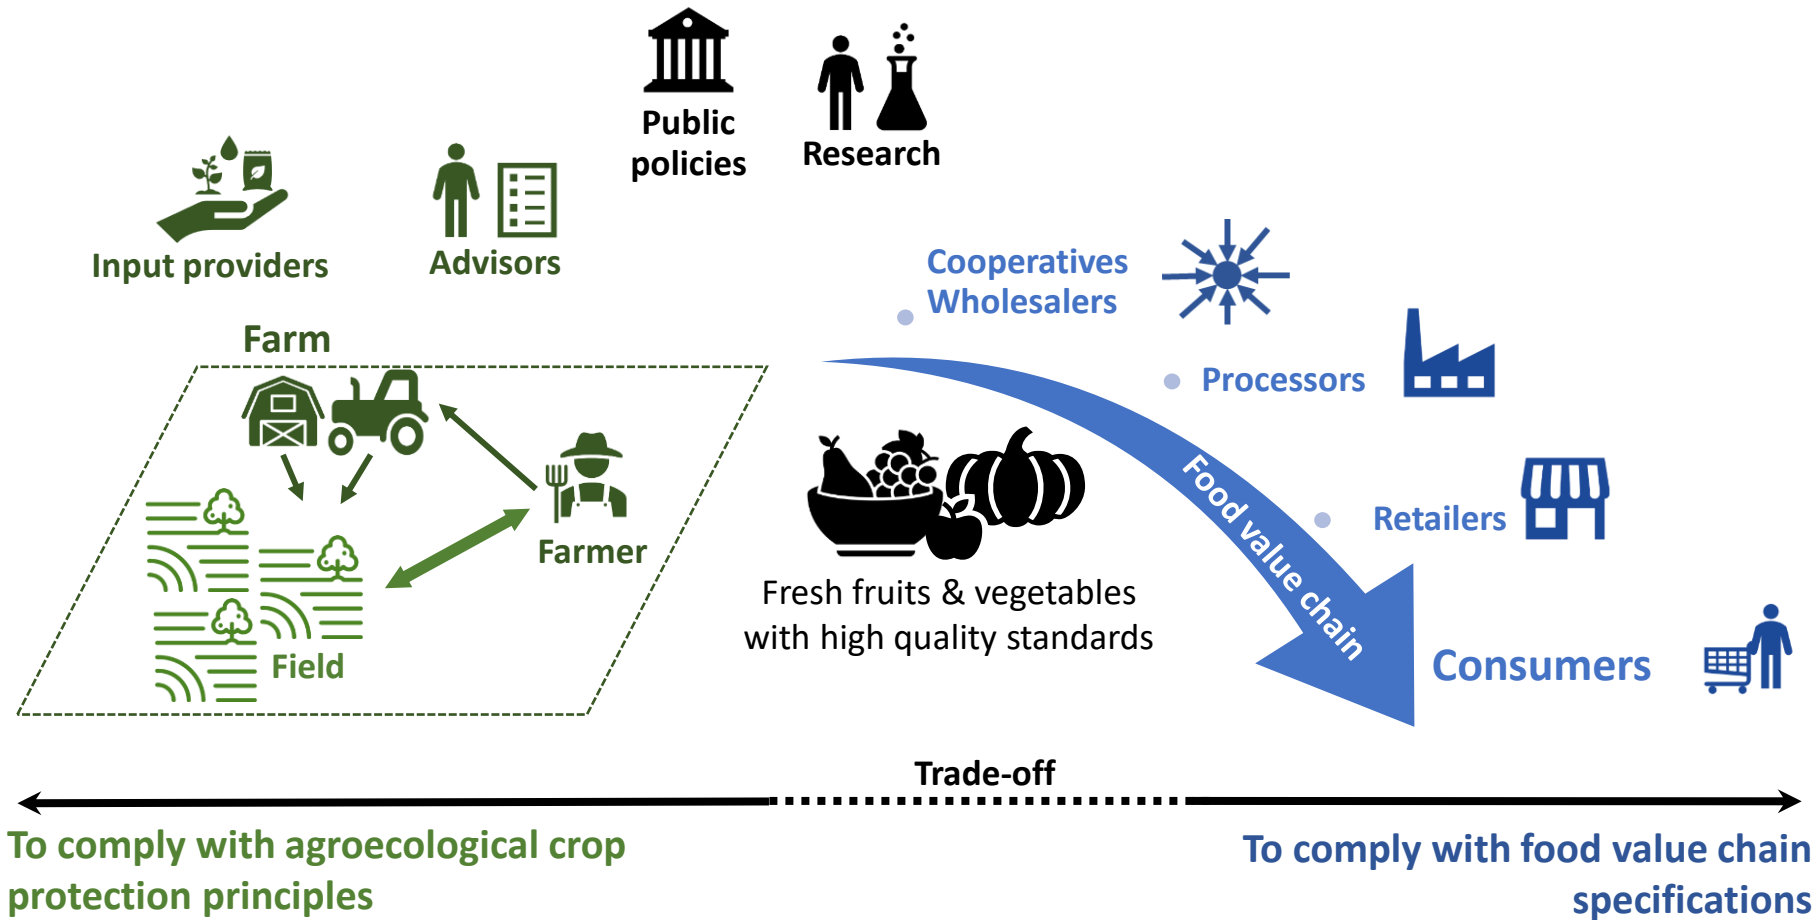 Public
policies
Research
Input providers
Advisors
Cooperatives
Wholesalers
Farm
Processors
Food value chain
Retailers
Farmer
Fresh fruits & vegetables
with high quality standards
Field
Consumers
Trade-off
To comply with agroecological crop
protection principles
To comply with food value chain
specifications